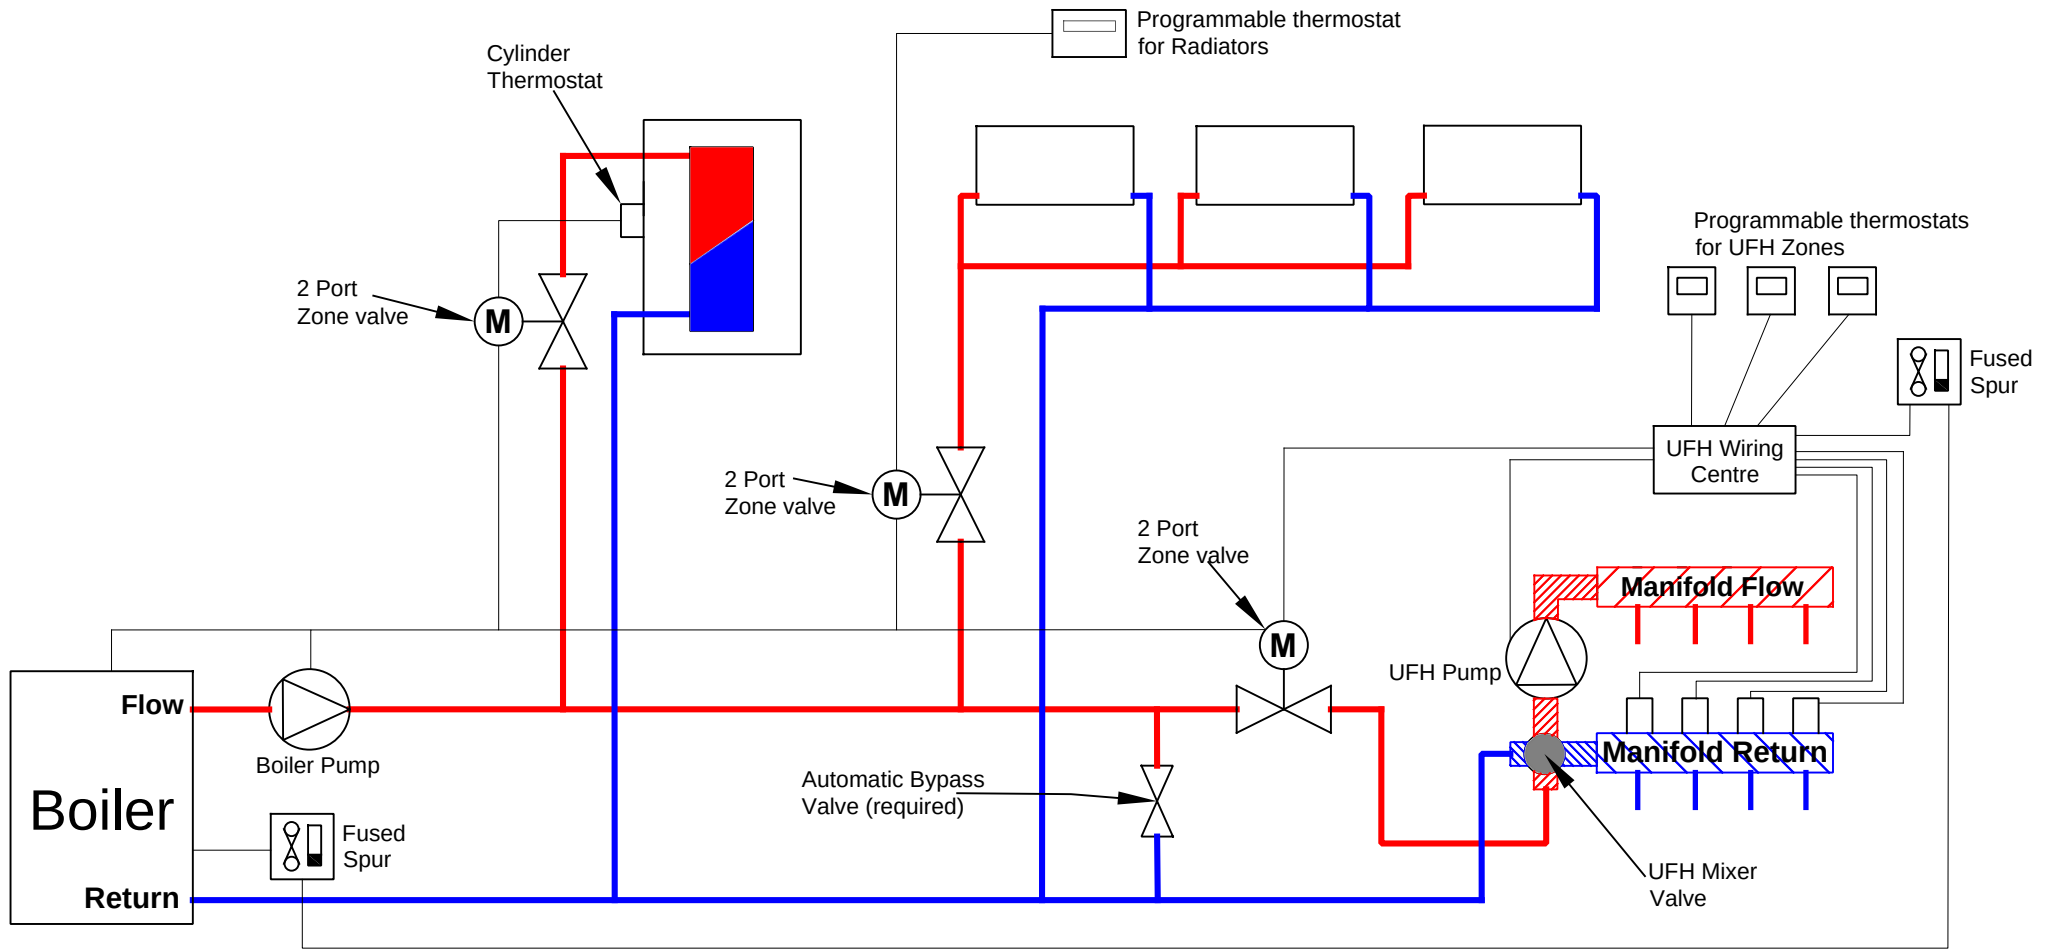 Programmable thermostat
for Radiators
Cylinder
Thermostat
Programmable thermostats
for UFH Zones
2 Port
Zone valve
M
Fused
Spur
UFH Wiring
Centre
2 Port
Zone valve
M
2 Port
Zone valve
M
Manifold Flow
UFH Pump
Flow
Manifold Return
Boiler Pump
Automatic Bypass
Valve (required)
Boiler
Fused
Spur
UFH Mixer
Valve
Return